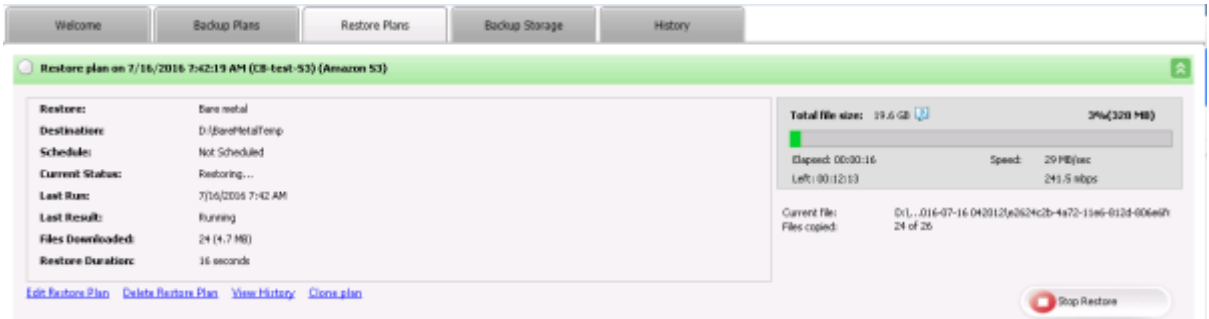 Welcome
Backup Plans
Restore Plans
Backup Storage
History
Restore plan on 7/16/2016 7:42:19 AM (CB-test-53) (Amazon S3)
Restore: Bare metal
Destination: D:\BareMetalTemp
Schedule: Not Scheduled
Current Status: Restoring...
Last Run: 7/16/2016 7:42 AM
Last Result: Running
Files Downloaded: 24 (4.7 MB)
Restore Duration: 16 seconds
Edit Restore Plan Delete Restore Plan View History Clone plan
Total file size: 19.6 GB 3%(320 MB)
Elapsed: 00:00:16 Speed: 29 MB/sec
Left: 00:12:13 241.5 mbps
Current file:
Files copied: 24 of 26
Stop Restore